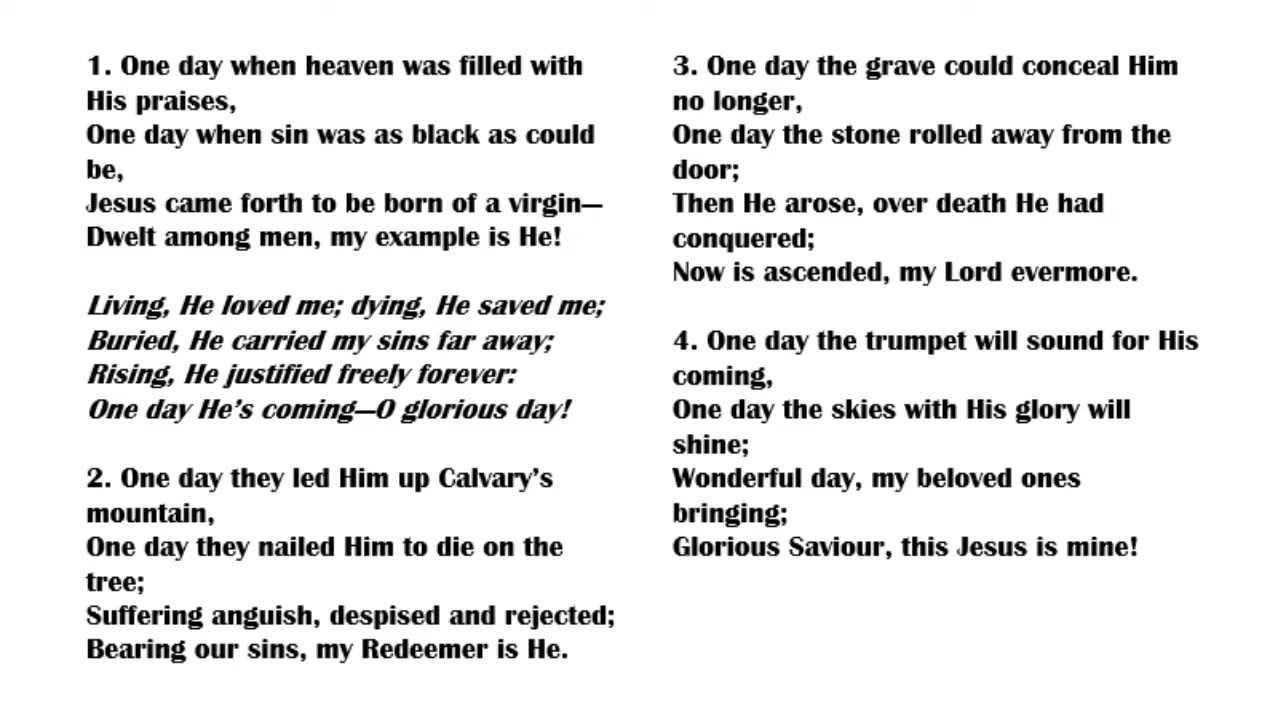 1. One day when heaven was filled with
His praises,
One day when sin was as black as could
be,
Jesus came forth to be born of a virgin—
Dwelt among men, my example is He!
Living, He loved me; dying, He saved me;
Buried, He carried my sins far away;
Rising, He justified freely forever:
One day He’s coming—O glorious day!
2. One day they led Him up Calvary’s
mountain,
One day they nailed Him to die on the
tree;
Suffering anguish, despised and rejected;
Bearing our sins, my Redeemer is He.
3. One day the grave could conceal Him
no longer,
One day the stone rolled away from the
door;
Then He arose, over death He had
conquered;
Now is ascended, my Lord evermore.
4. One day the trumpet will sound for His
coming,
One day the skies with His glory will
shine;
Wonderful day, my beloved ones
bringing;
Glorious Saviour, this Jesus is mine!